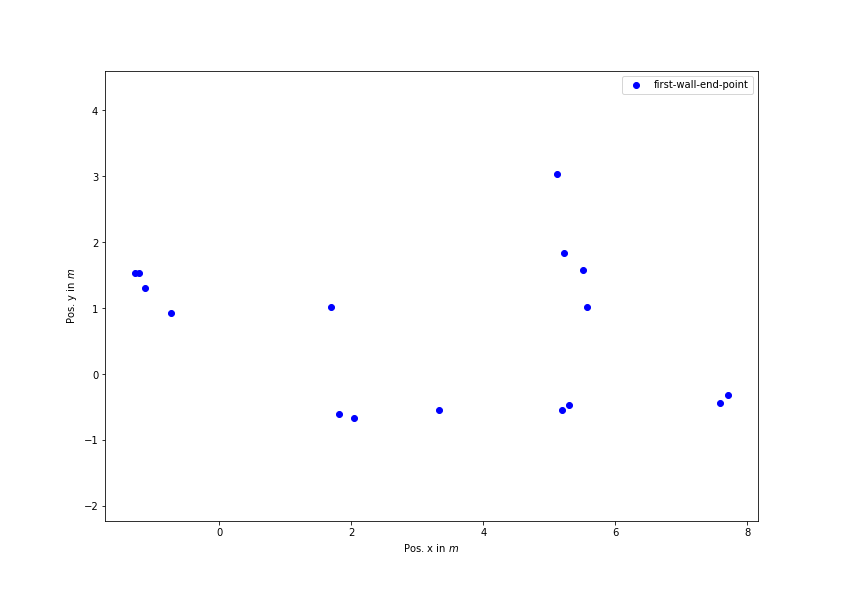 first-wall-end-point
4
3
2
1
0
−1
−2
Pos. y in m
0 2 4 6 8
Pos. x in m